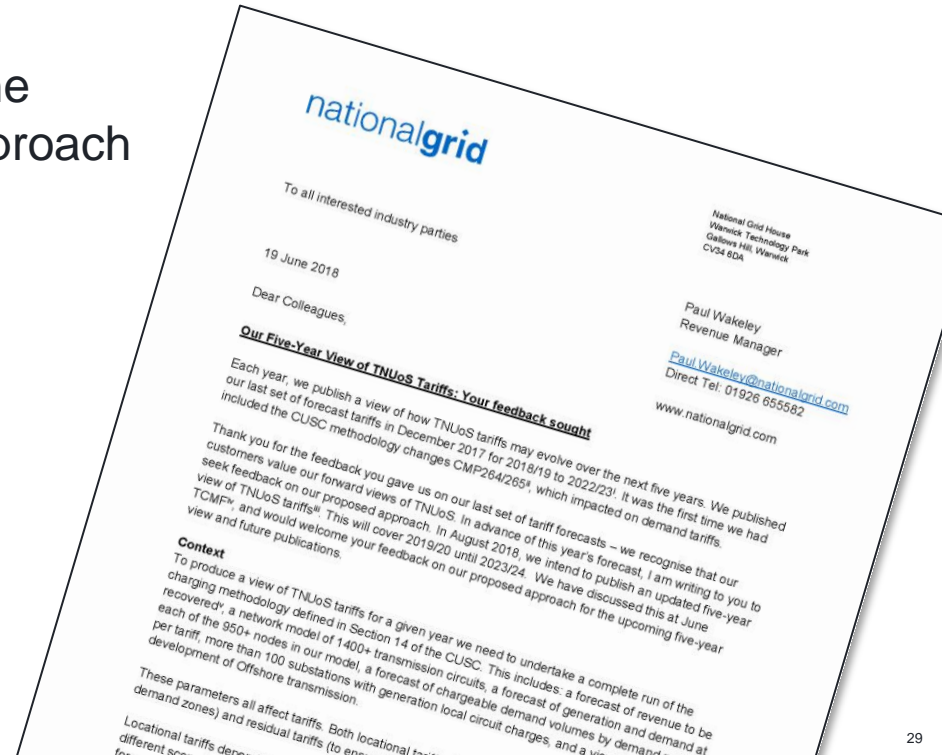 ne
proach
nationalgrid
To all interested industry parties
National Grid House
Warwick Technology Park
Gallows Hill, Warwick
CV34 6DA
19 June 2018
Paul Wakeley
Revenue Manager
Paul.Wakeley@nationalgrid.com
Direct Tel: 01926 655582
www.nationalgrid.com
Dear Colleagues,
Our Five-Year View of TNUoS Tariffs: Your feedback sought
Each year, we publish a view of how TNUoS tariffs may evolve over the next five years. We published
our last set of forecast tariffs in December 2017 for 2018/19 to 2022/23ⁱ. It was the first time we had
included the CUSC methodology changes CMP264/265ⁱⁱ, which impacted on demand tariffs.
Thank you for the feedback you gave us on our last set of tariff forecasts – we recognise that our
customers value our forward views of TNUoS. In advance of this year's forecast, I am writing to you to
seek feedback on our proposed approach. In August 2018, we intend to publish an updated five-year
view of TNUoS tariffsⁱⁱⁱ. This will cover 2019/20 until 2023/24. We have discussed this at June
TCMFⁱᵛ, and would welcome your feedback on our proposed approach for the upcoming five-year
view and future publications.
Context
To produce a view of TNUoS tariffs for a given year we need to undertake a complete run of the
charging methodology defined in Section 14 of the CUSC. This includes: a forecast of revenue to be
recoveredᵛ, a network model of 1400+ transmission circuits, a forecast of generation and demand at
each of the 950+ nodes in our model, a forecast of chargeable demand volumes by demand
per tariff, more than 100 substations with generation local circuit charges, and a
development of Offshore transmission.
These parameters all affect tariffs. Both locational
demand zones) and residual tariffs (to
Locational tariffs
different
29